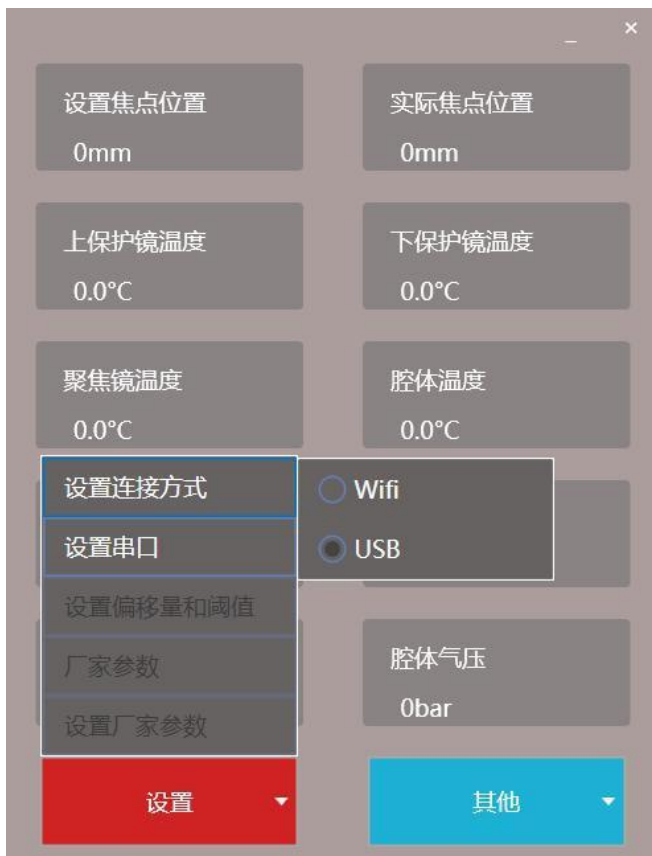 设置焦点位置
0mm
实际焦点位置
0mm
上保护镜温度
0.0°C
下保护镜温度
0.0°C
聚焦镜温度
0.0°C
腔体温度
0.0°C
设置连接方式
Wifi
设置串口
USB
设置偏移量和阈值
厂家参数
设置厂家参数
腔体气压
0bar
设置
其他